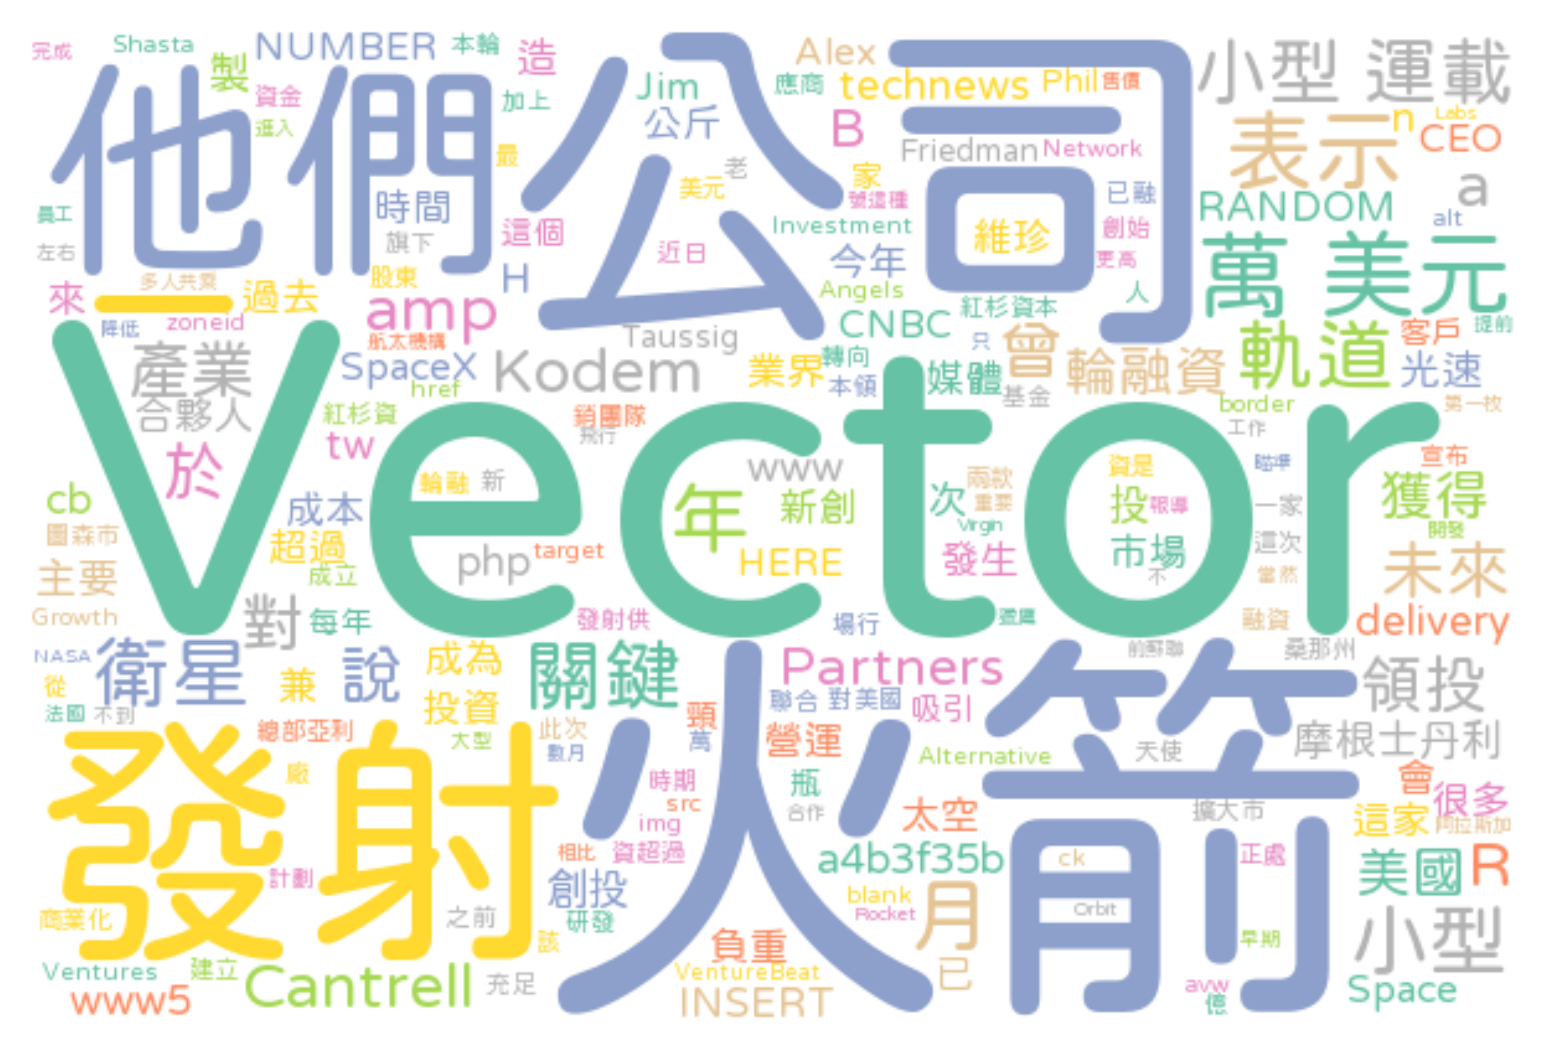 完成
Shasta
製
NUMBER
本輪
造
Alex
小型 運載
資金
進入
加上
Jim
應商
technews
Phil
售價
他們
公司
公斤
B
n
Labs
CEO
表示
最
老
家
Friedman
Network
美元
號這種
已融
RANDOM
a
員工
時間
這個
Investment
維珍
創始
alt
左右
旗下
近日
今年
更高
萬 美元
多人共乘
股東
H
Angels
人
來
一
過去
amp
CNBC
紅杉資本
提前
降低
zoneid
航太機構
Taussig
只
曾
軌道
客戶
產業
SpaceX
Kodem
業界
轉向
媒體
輪融資
光速
合夥人
href
本領
基金
border
第一枚
Vector
紅杉資
銷團隊
飛行
工作
於
tw
www
兩款
資是
瞄準
宣布
cb
輪融
新
年
新創
次
重要
投
報導
一家
獲得
圖森市
成本
Virgin
開發
超過
php
target
HERE
發生
市場
這次
未來
主要
成立
不
當然
Growth
對
每年
發射供
場行
融資
delivery
NASA
衛星
兼
說
成為
關鍵
Partners
火箭
前蘇聯
桑那州
領投
從
投資
聯合
對美國
吸引
法國
不到
總部亞利
大型
此次
數月
頸
萬
營運
Alternative
天使
摩根士丹利
發射
廠
時期
瓶
會
很多
src
合作
太空
擴大市
這家
阿拉斯加
img
計劃
相比
資超過
a4b3f35b
ck
正處
美國
R
創投
blank
月
商業化
之前
研發
Rocket
Orbit
小型
該
負重
早期
Ventures
建立
Cantrell
充足
VentureBeat
已
avw
www5
INSERT
億
Space